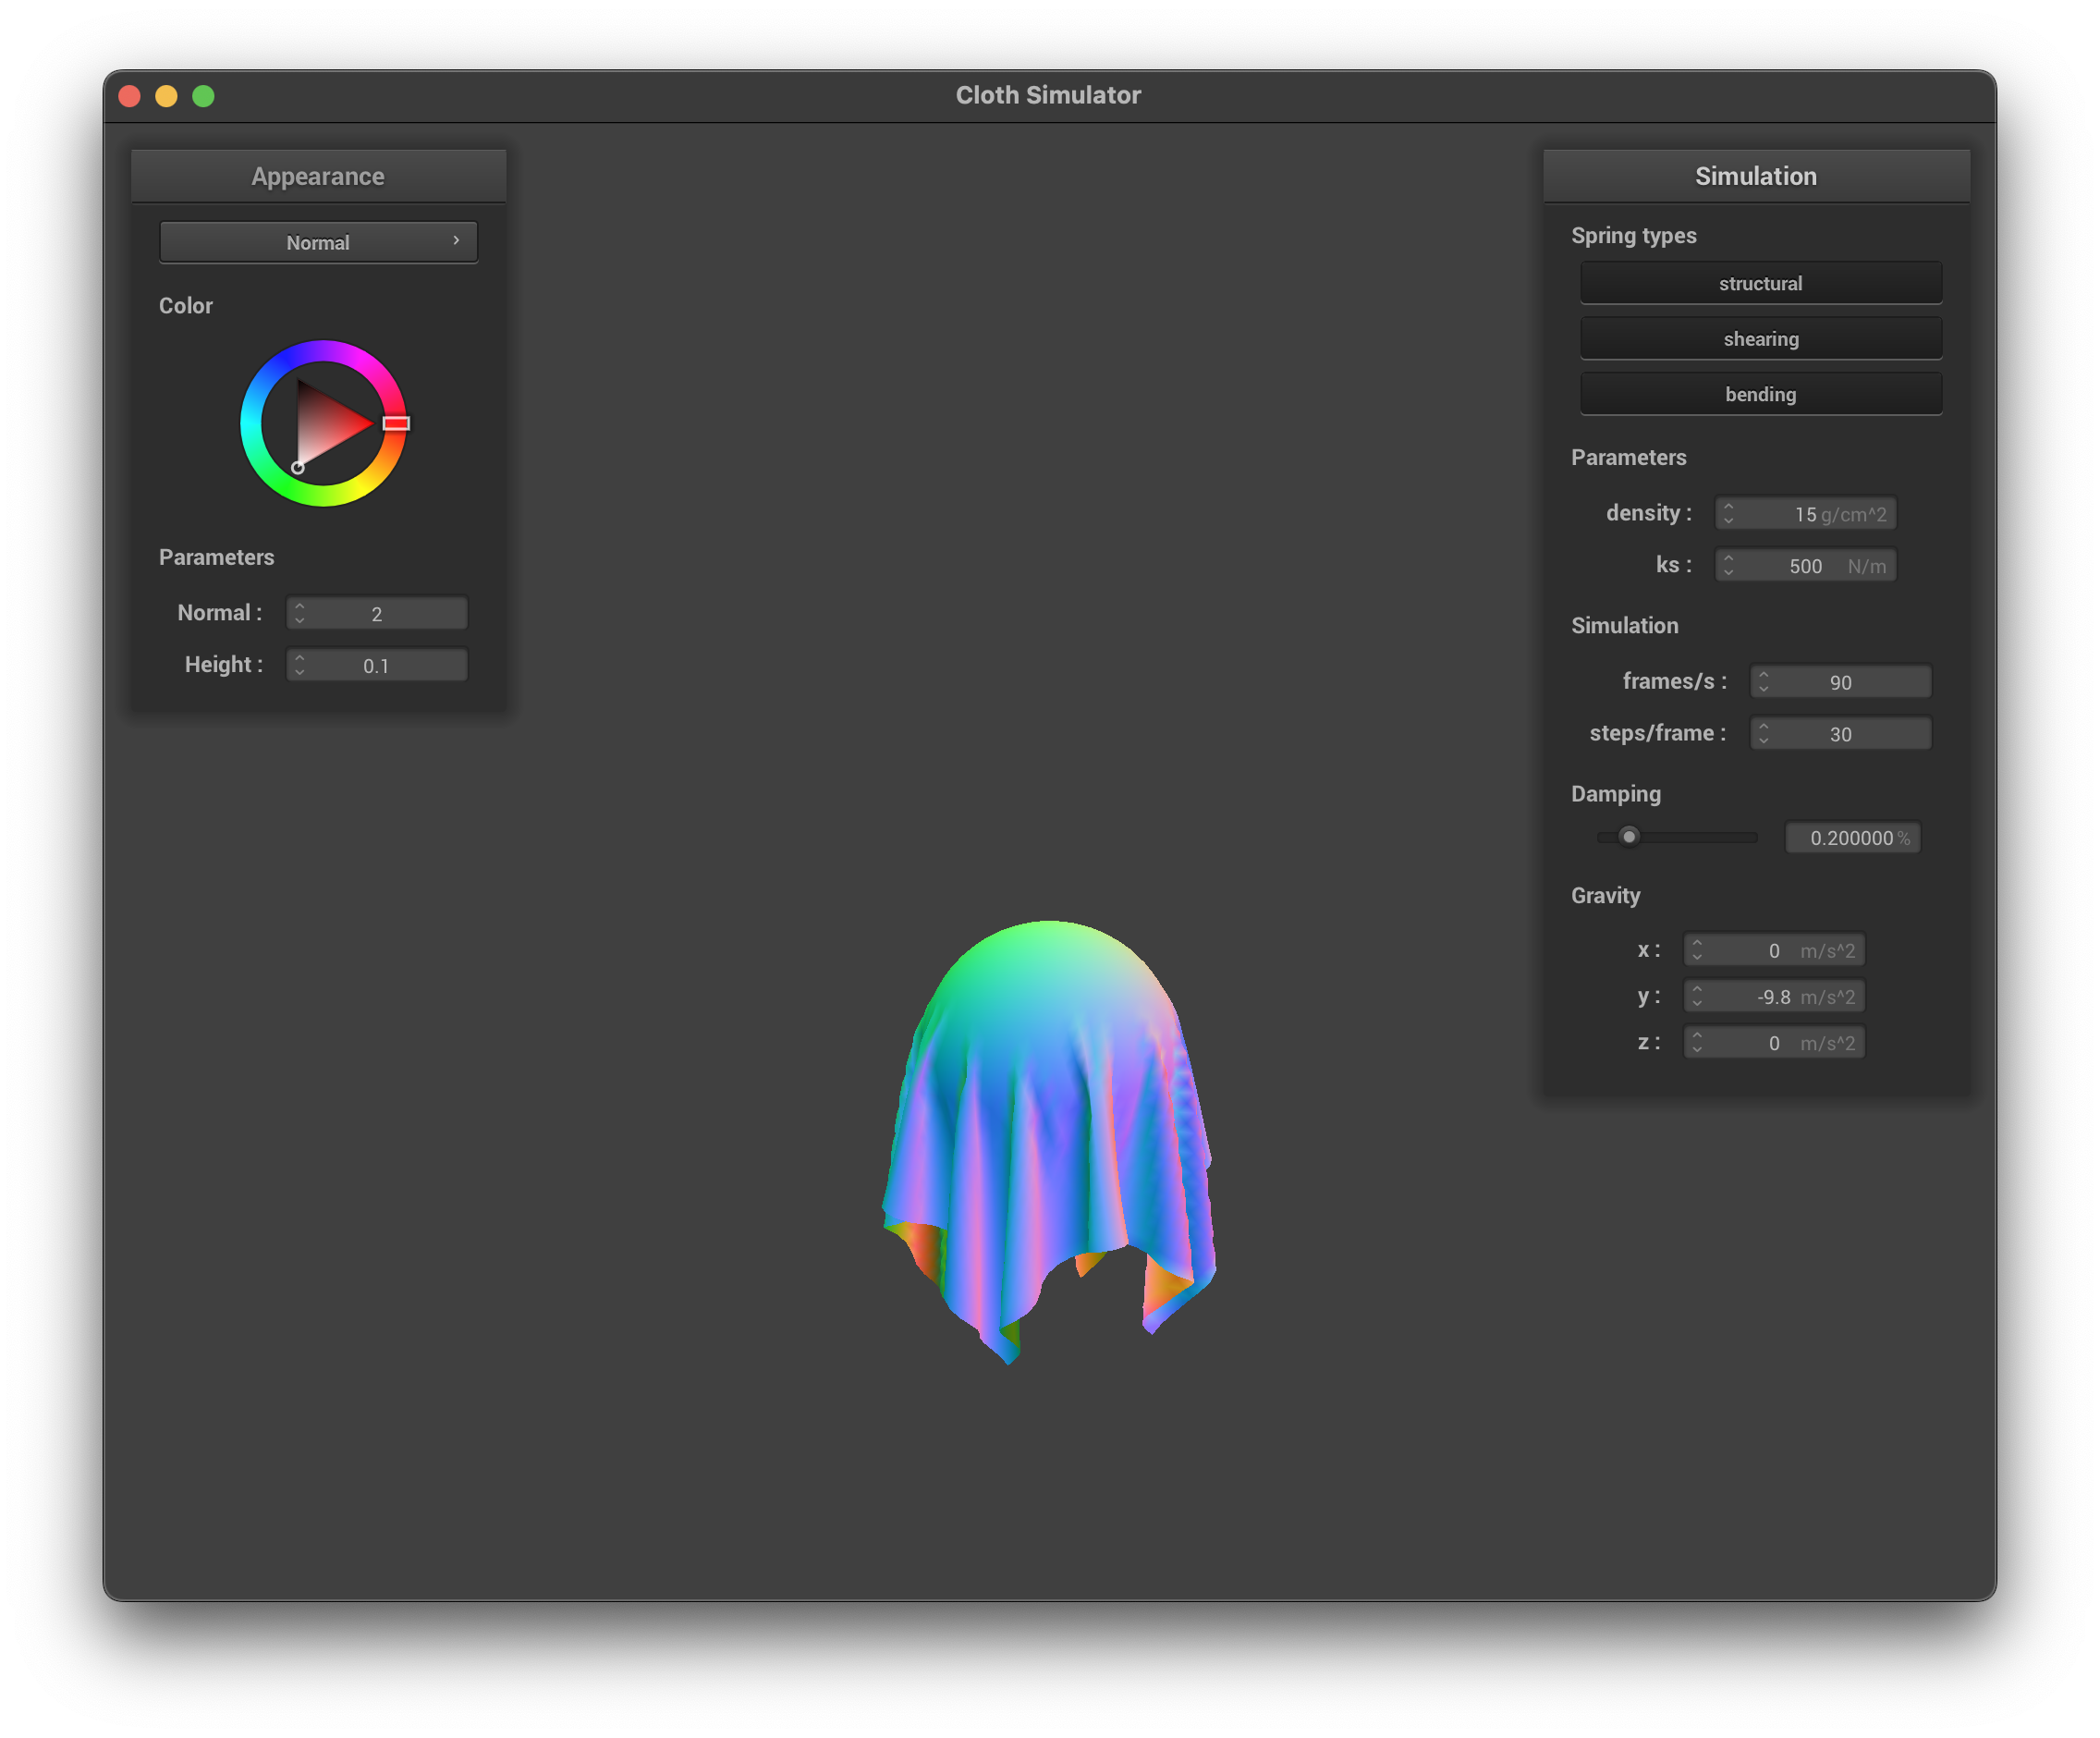 Cloth Simulator
Appearance
Normal
Color
Parameters
Normal : 2
Height : 0.1
Simulation
Spring types
structural
shearing
bending
Parameters
density : 15 g/cm^2
ks : 500 N/m
Simulation
frames/s : 90
steps/frame : 30
Damping
0.200000 %
Gravity
x : 0 m/s^2
y : -9.8 m/s^2
z : 0 m/s^2